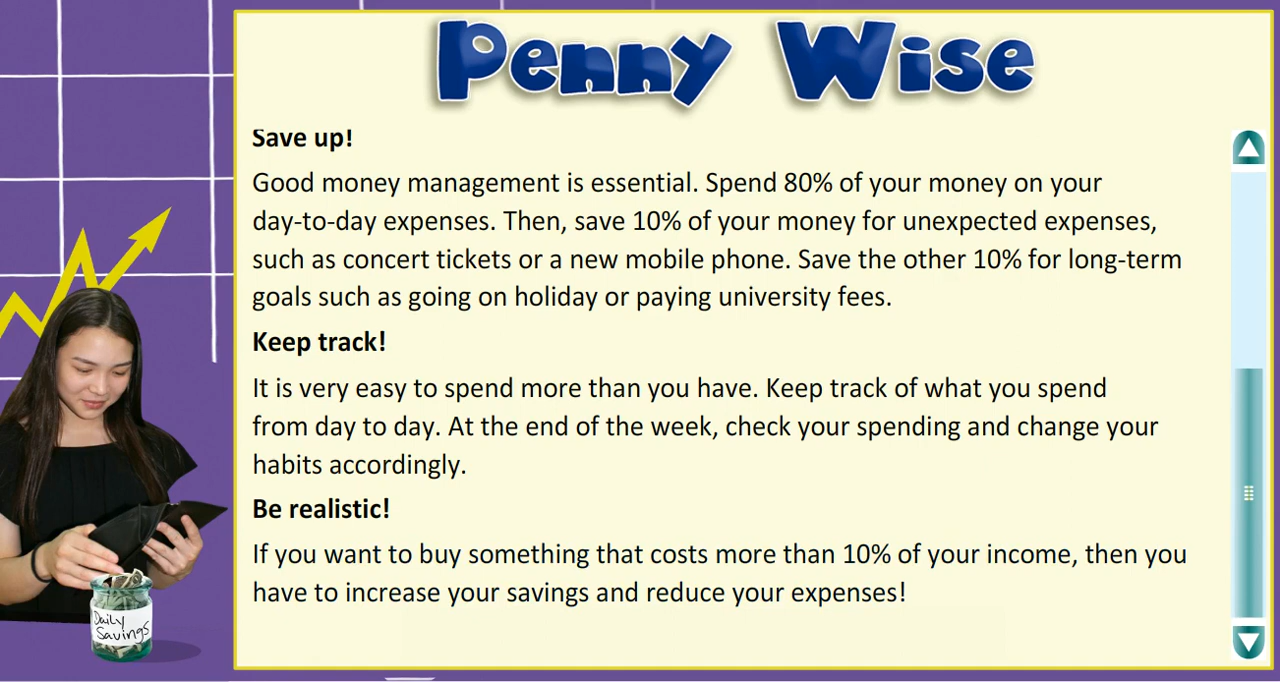 Penny Wise
Save up!
Good money management is essential. Spend 80% of your money on your
day-to-day expenses. Then, save 10% of your money for unexpected expenses,
such as concert tickets or a new mobile phone. Save the other 10% for long-term
goals such as going on holiday or paying university fees.
Keep track!
It is very easy to spend more than you have. Keep track of what you spend
from day to day. At the end of the week, check your spending and change your
habits accordingly.
Be realistic!
If you want to buy something that costs more than 10% of your income, then you
have to increase your savings and reduce your expenses!
Daily
Savings